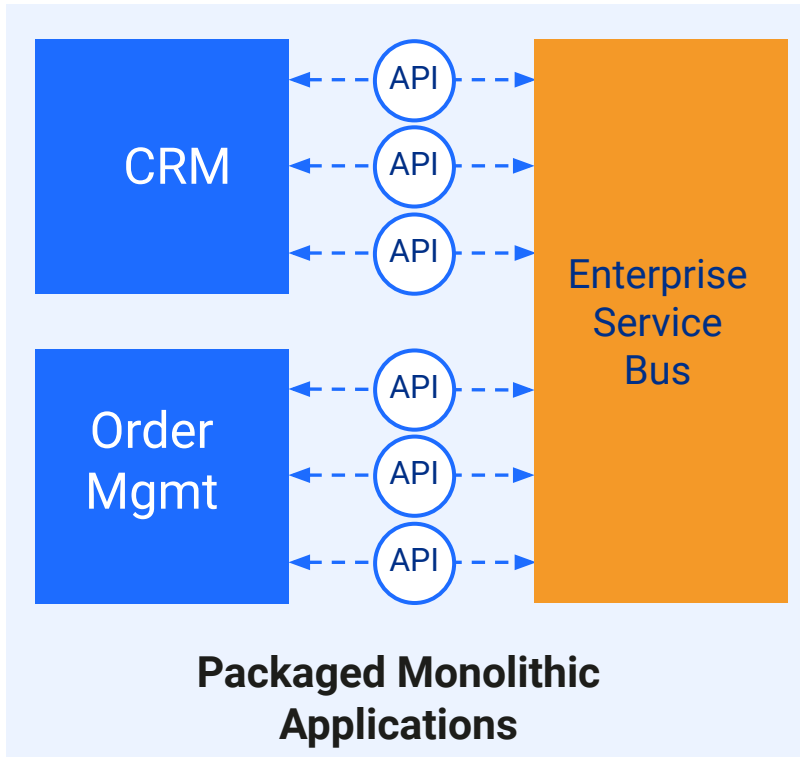 CRM
API
API
API
Order
Mgmt
API
API
API
Enterprise
Service
Bus
Packaged Monolithic
Applications